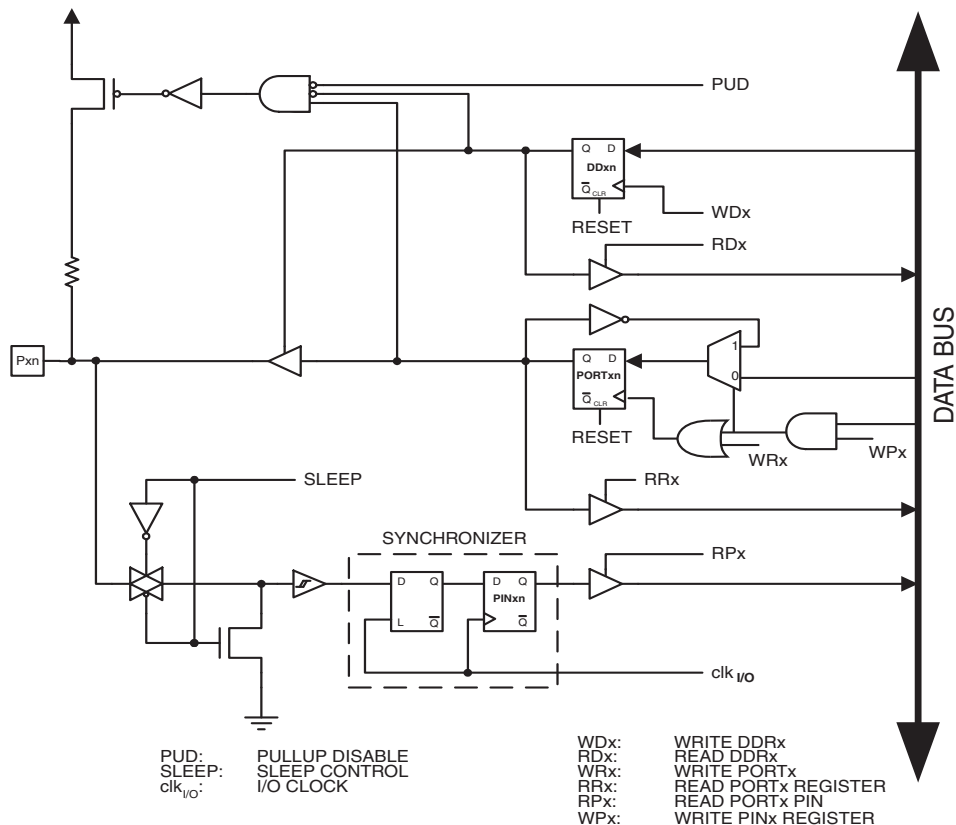 PUD
Q D
DDxn
Q CLR
WDx
RESET
RDx
Pxn
1
Q D
PORTxn
0
Q CLR
RESET
WRx
WPx
DATA BUS
SLEEP
RRx
SYNCHRONIZER
RPx
D Q
D Q
PINxn
L Q
Q
clk I/O
PUD: PULLUP DISABLE
SLEEP: SLEEP CONTROL
clkI/O: I/O CLOCK
WDx: WRITE DDRx
RDx: READ DDRx
WRx: WRITE PORTx
RRx: READ PORTx REGISTER
RPx: READ PORTx PIN
WPx: WRITE PINx REGISTER